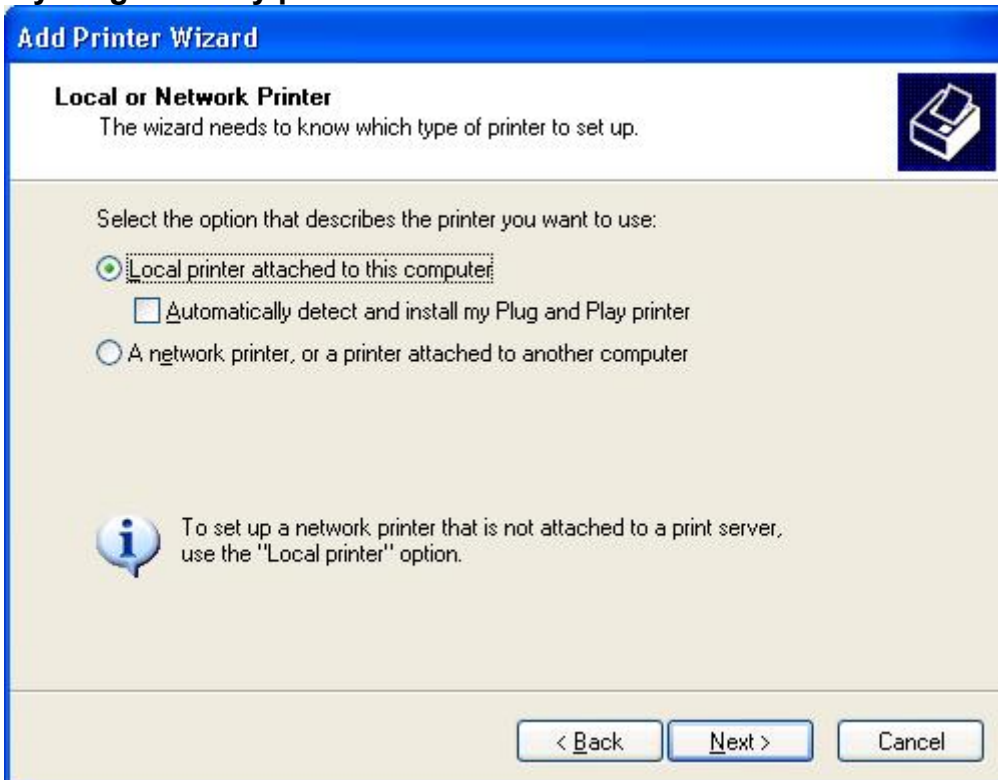 Add Printer Wizard
Local or Network Printer
The wizard needs to know which type of printer to set up.
Select the option that describes the printer you want to use:
Local printer attached to this computer
Automatically detect and install my Plug and Play printer
A network printer, or a printer attached to another computer
To set up a network printer that is not attached to a print server,
use the "Local printer" option.
< Back
Next >
Cancel